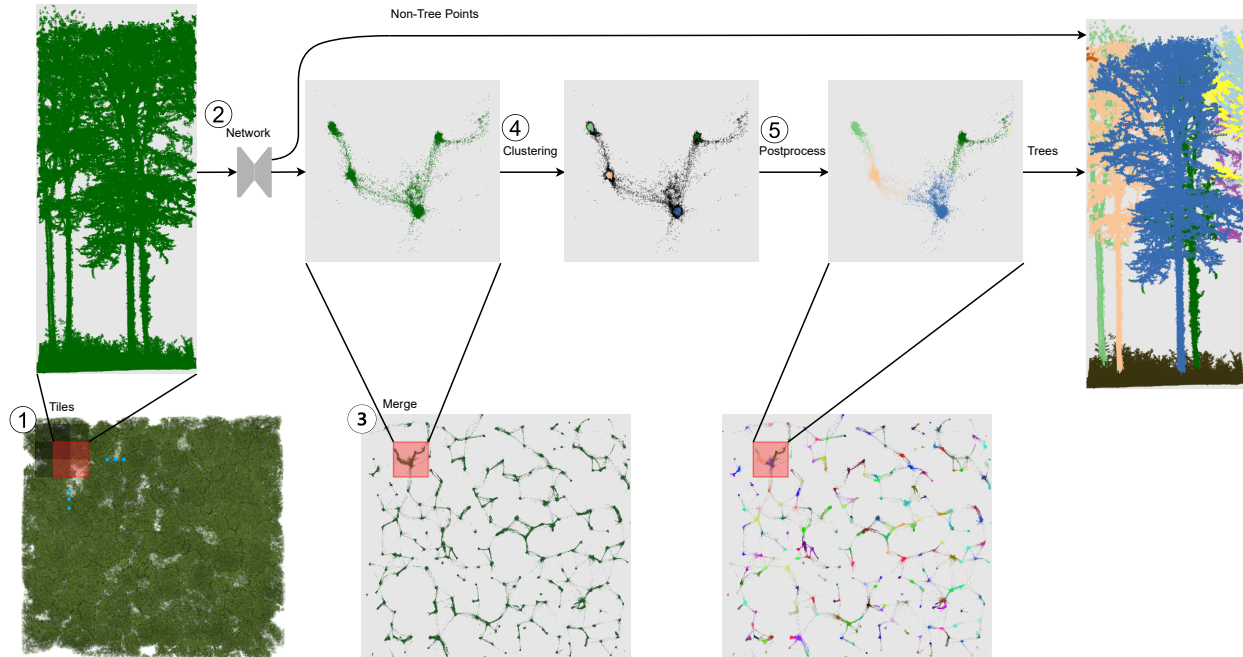 Non-Tree Points
②
Network
④
Clustering
⑤
Postprocess
Trees
①
Tiles
③
Merge